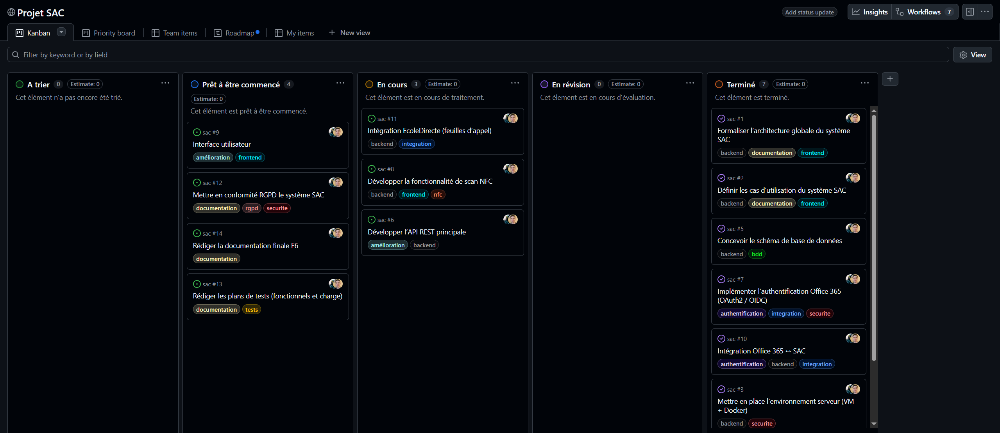 Projet SAC
Add status update
Insights
Workflows 7
Kanban
Priority board
Team items
Roadmap
My items
New view
Filter by keyword or by field
View
A trier 0 Estimate: 0
Cet élément n'a pas encore été trié.
Prêt à être commencé 4
Estimate: 0
Cet élément est prêt à être commencé.
sac #9
Interface utilisateur
amélioration frontend
sac #12
Mettre en conformité RGPD le système SAC
documentation rgpd securite
sac #14
Rédiger la documentation finale E6
documentation
sac #13
Rédiger les plans de tests (fonctionnels et charge)
documentation tests
En cours 3 Estimate: 0
Cet élément est en cours de traitement.
sac #11
Intégration EcoleDirecte (feuilles d’appel)
backend integration
sac #8
Développer la fonctionnalité de scan NFC
backend frontend nfc
sac #6
Développer l’API REST principale
amélioration backend
En révision 0 Estimate: 0
Cet élement est en cours d'évaluation.
Terminé 7 Estimate: 0
Cet élément est terminé.
sac #1
Formaliser l’architecture globale du système
SAC
backend documentation frontend
sac #2
Définir les cas d’utilisation du système SAC
backend documentation frontend
sac #5
Concevoir le schéma de base de données
backend bdd
sac #7
Implémenter l’authentification Office 365
(OAuth2 / OIDC)
authentification integration securite
sac #10
Intégration Office 365 ↔ SAC
authentification backend integration
sac #3
Mettre en place l’environnement serveur (VM
+ Docker)
backend securite